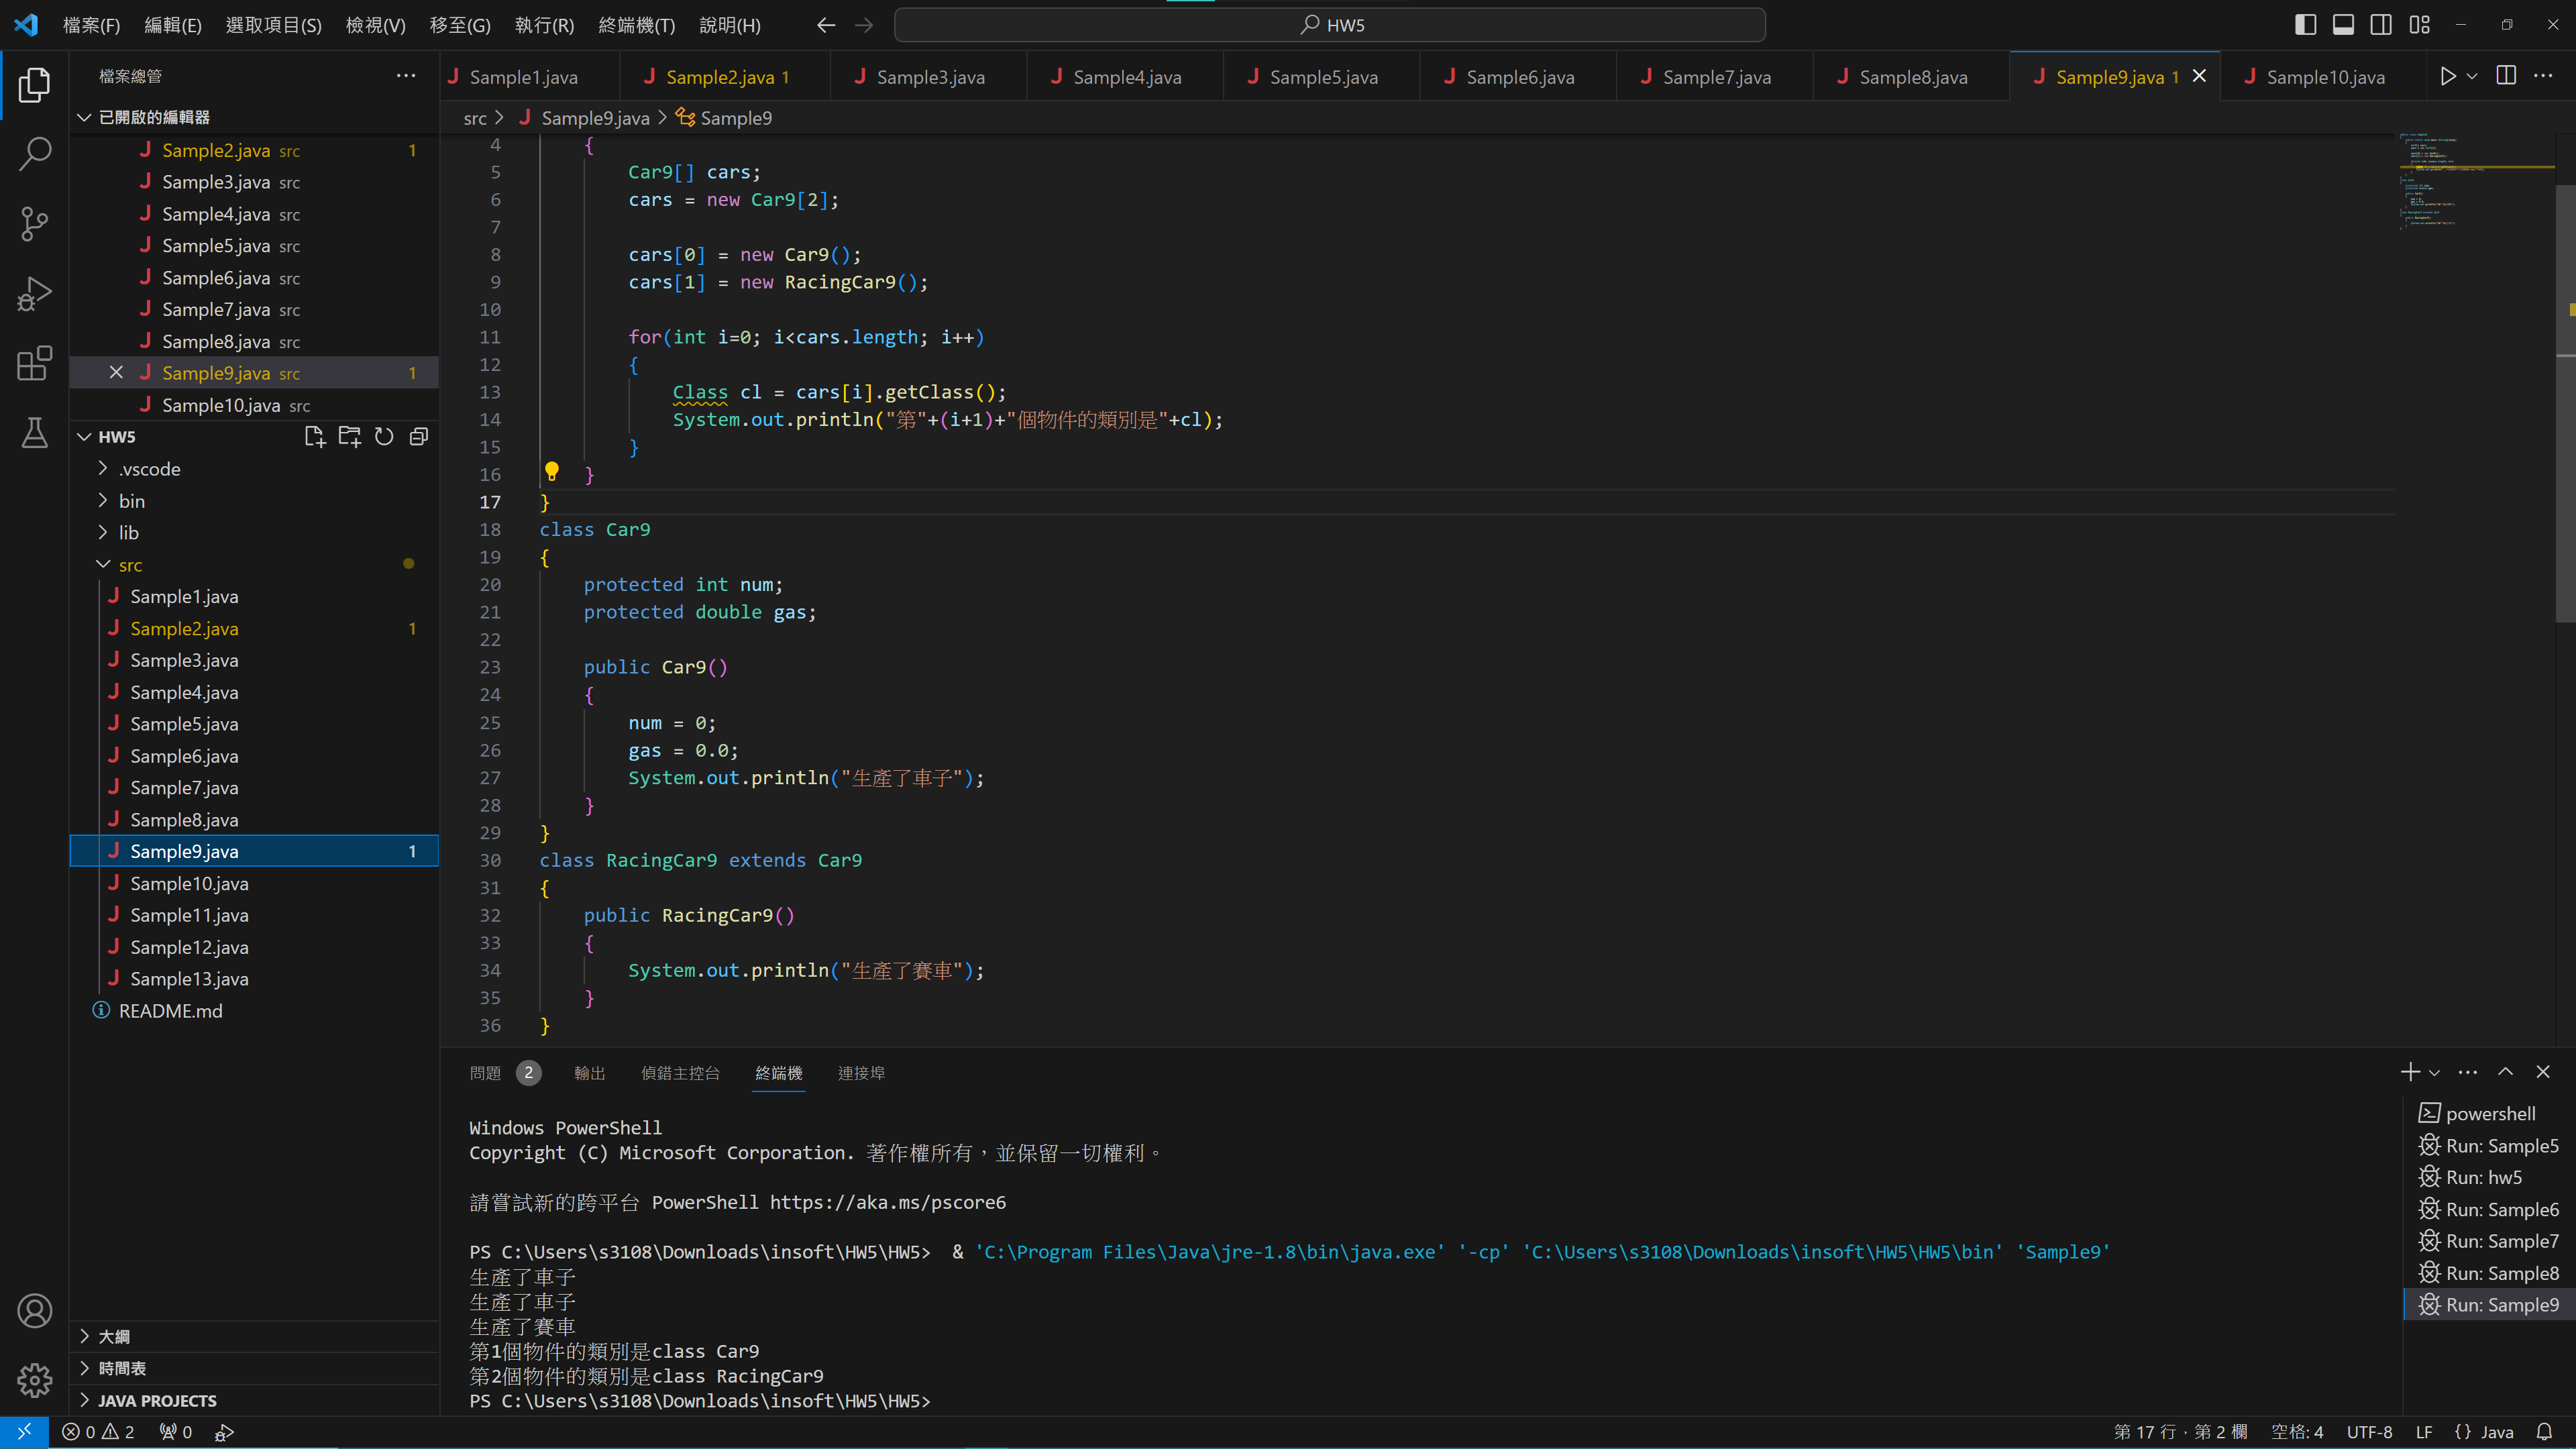 檔案(F) 編輯(E) 選取項目(S) 檢視(V) 移至(G) 執行(R) 終端機(T) 說明(H) HW5
檔案總管
已開啟的編輯器
Sample2.java src 1
Sample3.java src
Sample4.java src
Sample5.java src
Sample6.java src
Sample7.java src
Sample8.java src
Sample9.java src 1
Sample10.java src
HW5
.vscode
bin
lib
src
Sample1.java
Sample2.java 1
Sample3.java
Sample4.java
Sample5.java
Sample6.java
Sample7.java
Sample8.java
Sample9.java 1
Sample10.java
Sample11.java
Sample12.java
Sample13.java
README.md
大綱
時間表
JAVA PROJECTS
Sample1.java Sample2.java 1 Sample3.java Sample4.java Sample5.java Sample6.java Sample7.java Sample8.java Sample9.java 1 Sample10.java
src > Sample9.java > Sample9
4 {
5 Car9[] cars;
6 cars = new Car9[2];
7
8 cars[0] = new Car9();
9 cars[1] = new RacingCar9();
10
11 for(int i=0; i<cars.length; i++)
12 {
13 Class cl = cars[i].getClass();
14 System.out.println("第"+(i+1)+"個物件的類別是"+cl);
15 }
16 }
17 }
18 class Car9
19 {
20 protected int num;
21 protected double gas;
22
23 public Car9()
24 {
25 num = 0;
26 gas = 0.0;
27 System.out.println("生產了車子");
28 }
29 }
30 class RacingCar9 extends Car9
31 {
32 public RacingCar9()
33 {
34 System.out.println("生產了賽車");
35 }
36 }
問題 2 輸出 偵錯主控台 終端機 連接埠
Windows PowerShell
Copyright (C) Microsoft Corporation. 著作權所有，並保留一切權利。
請嘗試新的跨平台 PowerShell https://aka.ms/pscore6
PS C:\Users\s3108\Downloads\insoft\HW5\HW5>  & 'C:\Program Files\Java\jre-1.8\bin\java.exe' '-cp' 'C:\Users\s3108\Downloads\insoft\HW5\HW5\bin' 'Sample9'
生產了車子
生產了車子
生產了賽車
第1個物件的類別是class Car9
第2個物件的類別是class RacingCar9
PS C:\Users\s3108\Downloads\insoft\HW5\HW5>
powershell
Run: Sample5
Run: hw5
Run: Sample6
Run: Sample7
Run: Sample8
Run: Sample9
0 2 0 第 17 行，第 2 欄 空格: 4 UTF-8 LF {} Java